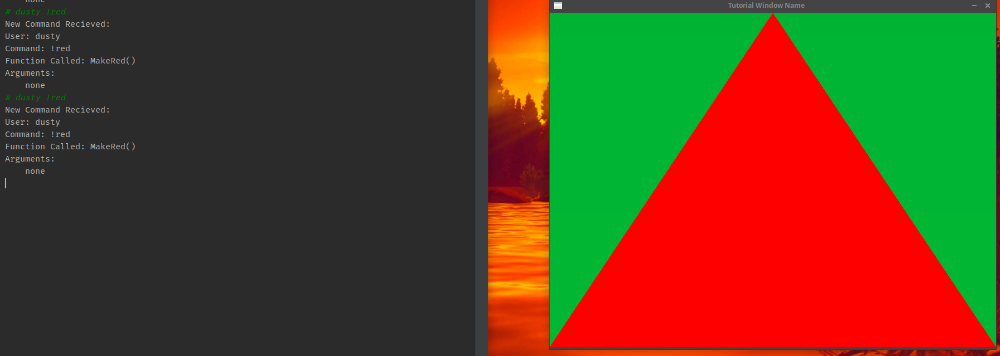 none
# dusty !red
New Command Recieved:
User: dusty
Command: !red
Function Called: MakeRed()
Arguments:
    none
# dusty !red
New Command Recieved:
User: dusty
Command: !red
Function Called: MakeRed()
Arguments:
    none
Tutorial Window Name